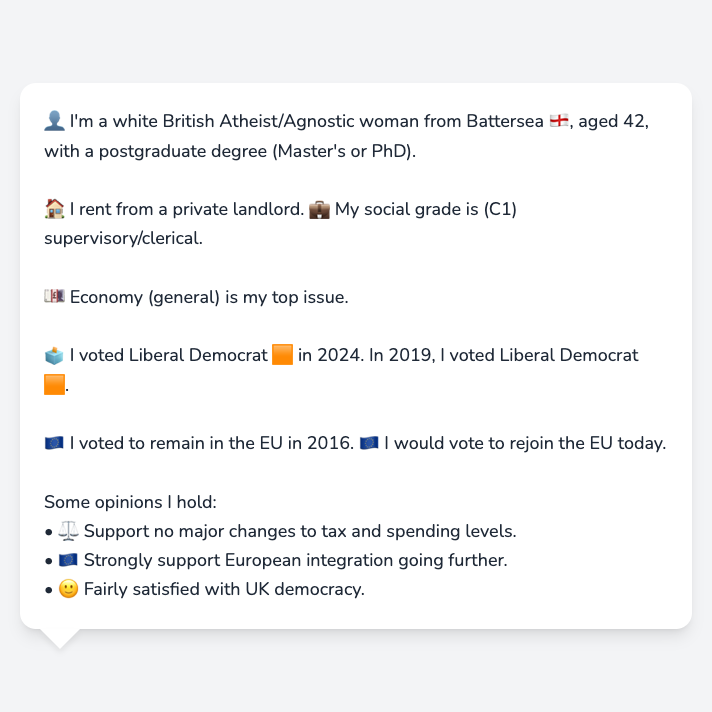 👤 I'm a white British Atheist/Agnostic woman from Battersea 🏴󠁧󠁢󠁥󠁮󠁧󠁿, aged 42,
with a postgraduate degree (Master's or PhD).
🏠 I rent from a private landlord. 💼 My social grade is (C1)
supervisory/clerical.
💷 Economy (general) is my top issue.
🗳️ I voted Liberal Democrat 🟧 in 2024. In 2019, I voted Liberal Democrat
🟧.
🇪🇺 I voted to remain in the EU in 2016. 🇪🇺 I would vote to rejoin the EU today.
Some opinions I hold:
• ⚖️ Support no major changes to tax and spending levels.
• 🇪🇺 Strongly support European integration going further.
• 🙂 Fairly satisfied with UK democracy.